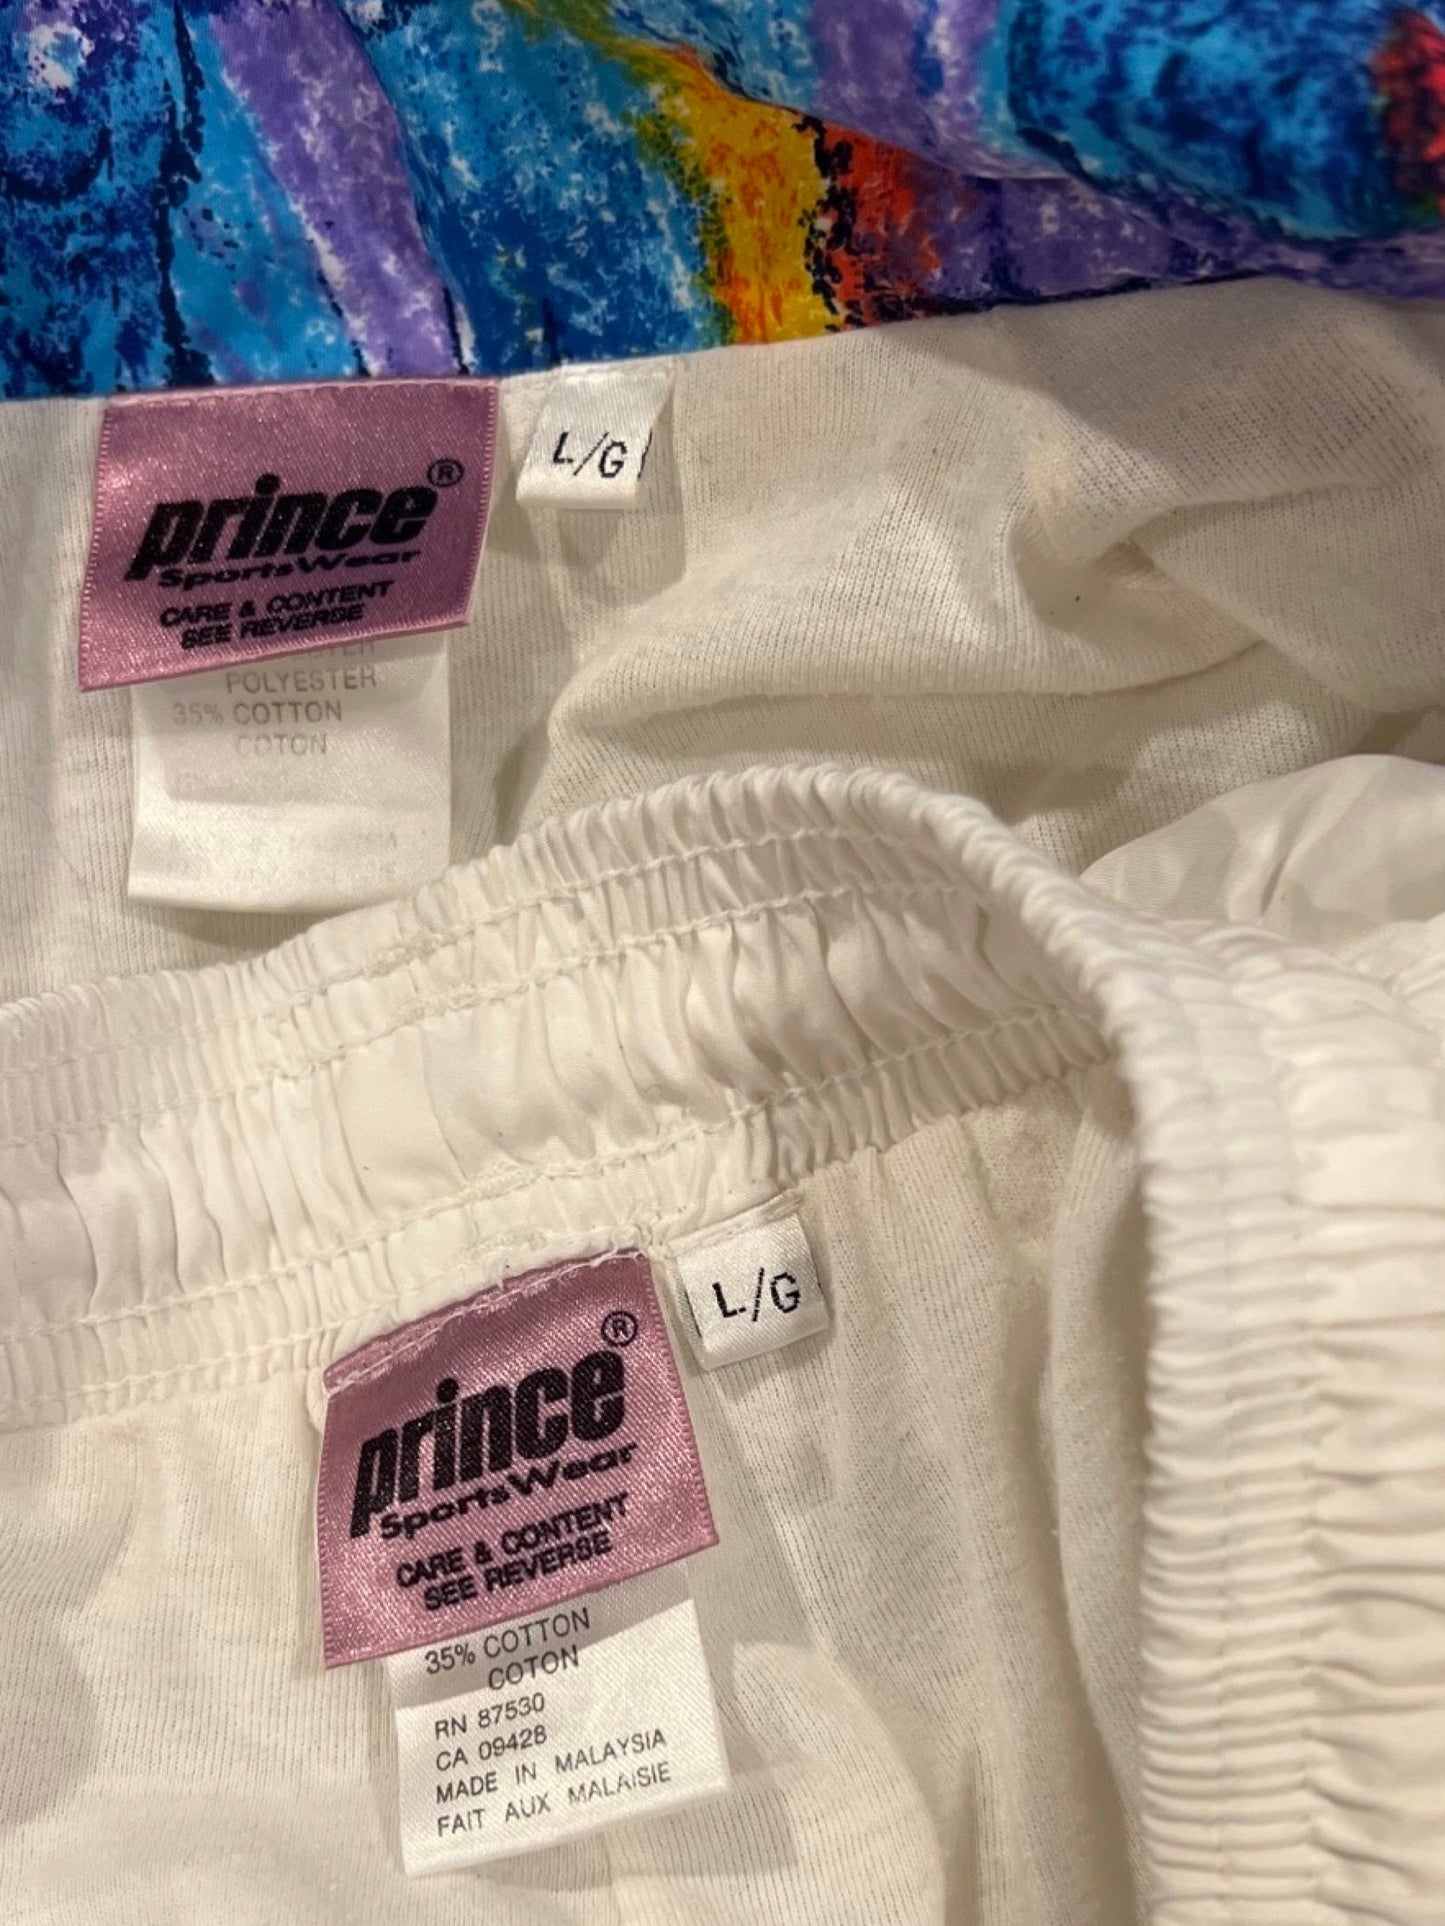 prince®
SportsWear
CARE & CONTENT
SEE REVERSE
L/G
POLYESTER
35% COTTON
COTON
prince®
SportsWear
CARE & CONTENT
SEE REVERSE
L/G
35% COTTON
COTON
RN 87530
CA 09428
MADE IN MALAYSIA
FAIT AUX MALAISIE